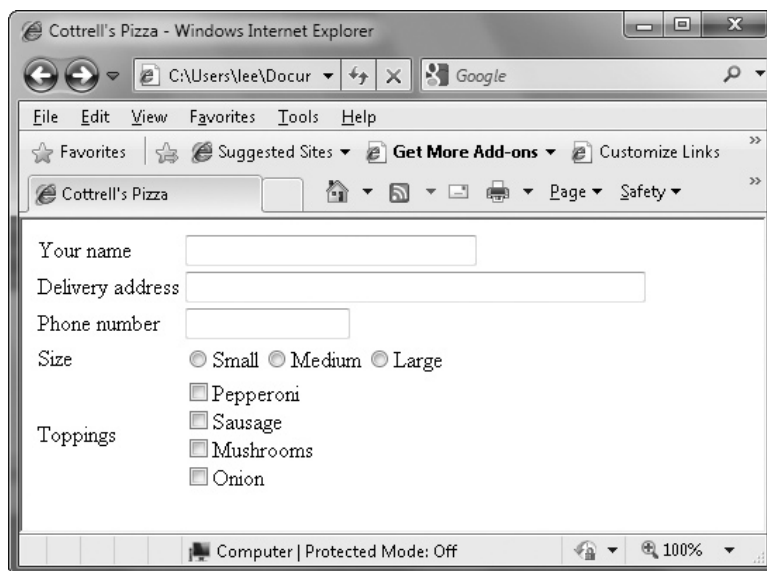 Cottrell's Pizza - Windows Internet Explorer
C:\Users\lee\Docur
Google
File Edit View Favorites Tools Help
Favorites Suggested Sites Get More Add-ons Customize Links
Cottrell's Pizza Page Safety
Your name
Delivery address
Phone number
Size Small Medium Large
Pepperoni
Sausage
Toppings
Mushrooms
Onion
Computer | Protected Mode: Off 100%